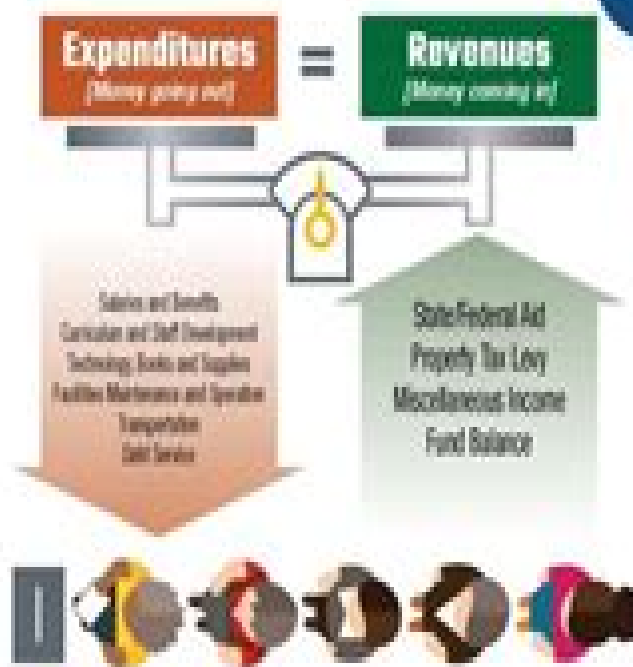 Expenditures
[Money going out]
=
Revenues
[Money coming in]
Salaries and Benefits
Curriculum and Staff Development
Technology, Books and Supplies
Facilities Maintenance and Operation
Transportation
Debt Service
State/Federal Aid
Property Tax Levy
Miscellaneous Income
Fund Balance